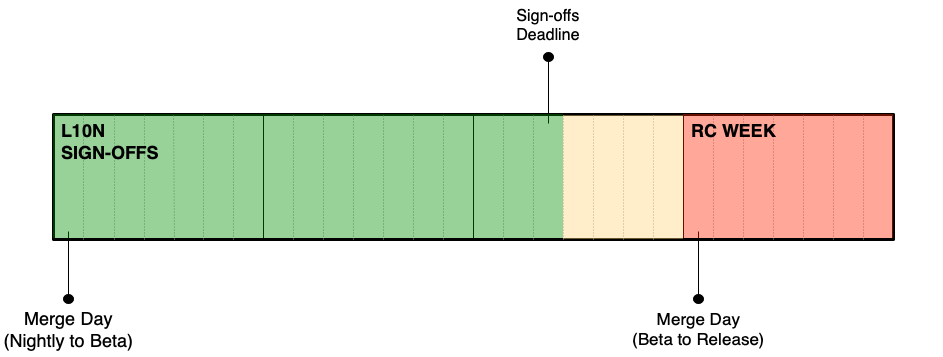 Sign-offs
Deadline
L10N
SIGN-OFFS
RC WEEK
Merge Day
(Nightly to Beta)
Merge Day
(Beta to Release)